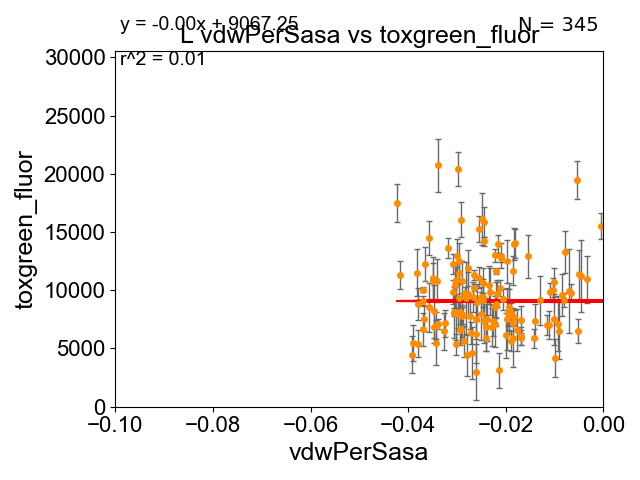 y = -0.00x + 9067.25
N = 345
L vdwPerSasa vs toxgreen_fluor
r^2 = 0.01
30000
25000
20000
15000
10000
5000
0
toxgreen_fluor
−0.10 −0.08 −0.06 −0.04 −0.02 0.00
vdwPerSasa